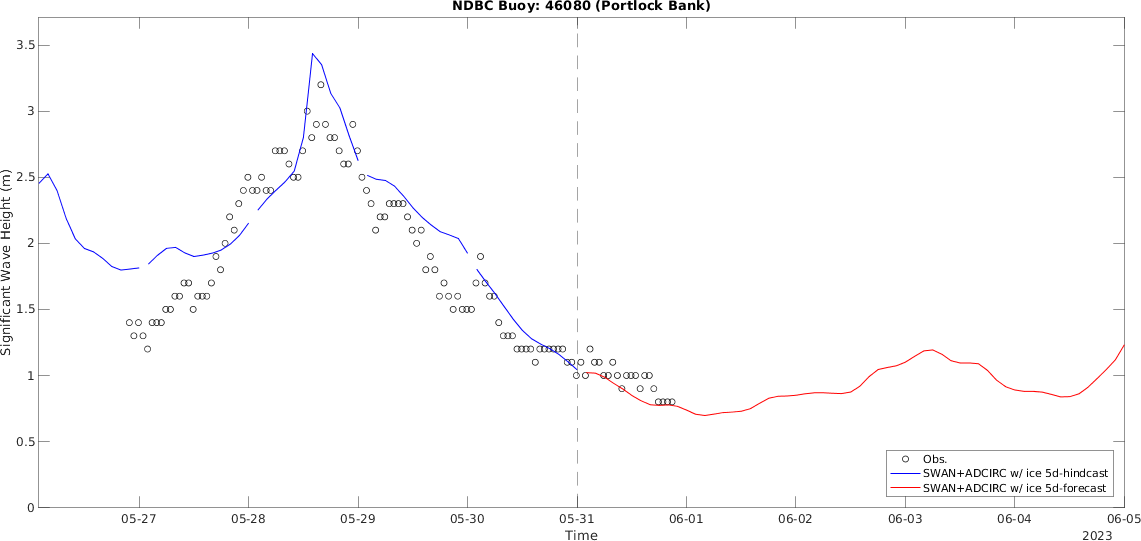 NDBC Buoy: 46080 (Portlock Bank)
Significant Wave Height (m)
3.5
3
2.5
2
1.5
1
0.5
0
Obs.
SWAN+ADCIRC w/ ice 5d-hindcast
SWAN+ADCIRC w/ ice 5d-forecast
05-27 05-28 05-29 05-30 05-31 06-01 06-02 06-03 06-04 06-05
Time
2023